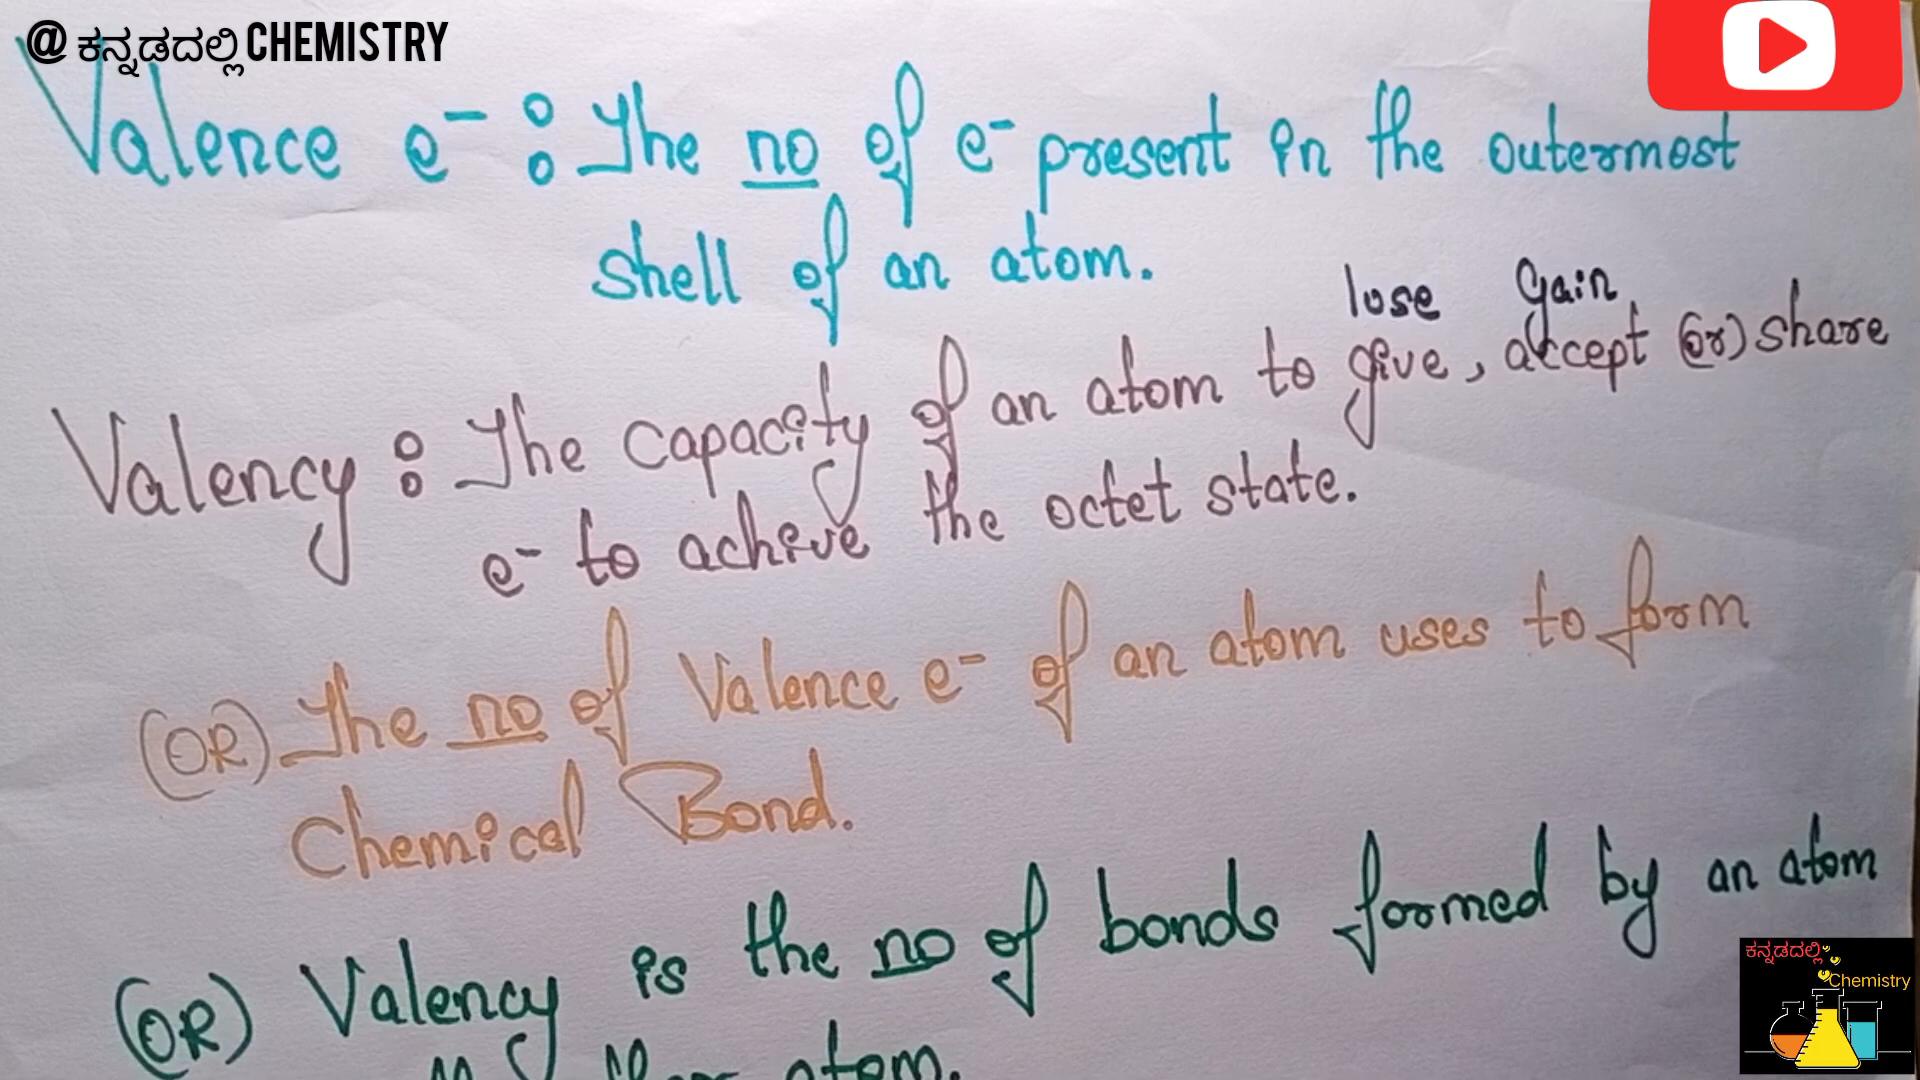 @ ಕನ್ನಡದಲ್ಲಿ CHEMISTRY
Valence e⁻ : The no of e⁻ present in the outermost
shell of an atom.
lose gain
Valency : The capacity of an atom to give, accept (or) share
e⁻ to achive the octet state.
(OR) The no of Valence e⁻ of an atom uses to form
Chemical Bond.
(OR) Valency is the no of bonds formed by an atom
atom.
ಕನ್ನಡದಲ್ಲಿ
Chemistry